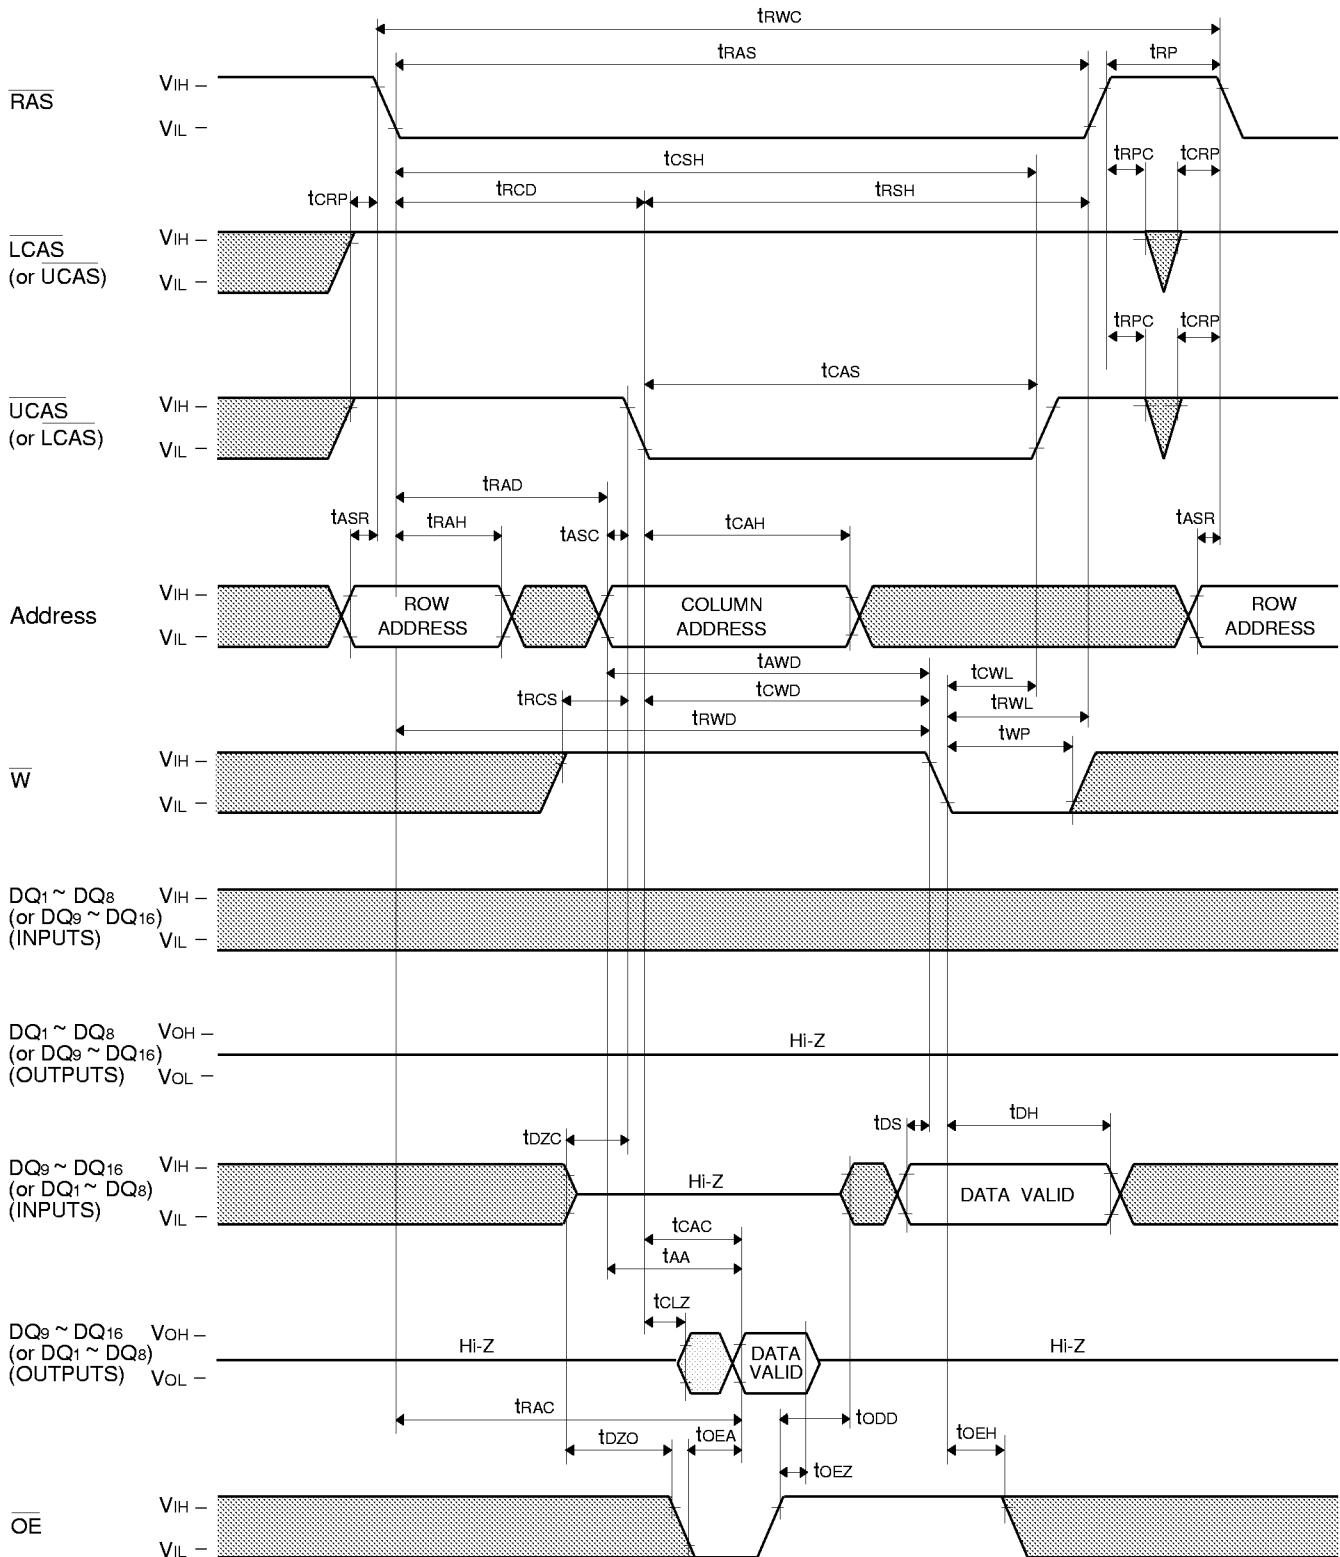 tRWC
tRAS tRP
RAS VIH
VIL
tCSH tRPC tCRP
tCRP tRCD tRSH
LCAS VIH
(or UCAS) VIL
tRPC tCRP
tCAS
UCAS VIH
(or LCAS) VIL
tRAD
tASR tRAH tASC tCAH tASR
Address VIH
VIL
ROW
ADDRESS
COLUMN
ADDRESS
ROW
ADDRESS
tAWD tCWL
tRCS tCWD tRWL
tRWD tWP
W VIH
VIL
DQ1 ~ DQ8 VIH
(or DQ9 ~ DQ16)
(INPUTS) VIL
DQ1 ~ DQ8 VOH
(or DQ9 ~ DQ16) Hi-Z
(OUTPUTS) VOL
tDZC tDS tDH
DQ9 ~ DQ16 VIH
(or DQ1 ~ DQ8) Hi-Z DATA VALID
(INPUTS) VIL
tCAC
tAA
tCLZ
DQ9 ~ DQ16 VOH
(or DQ1 ~ DQ8) Hi-Z DATA VALID Hi-Z
(OUTPUTS) VOL
tRAC tODD
tDZO tOEA tOEZ tOEH
OE VIH
VIL